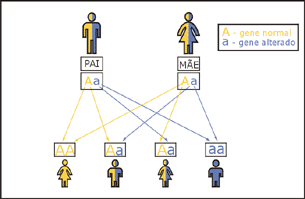 A - gene normal
a - gene alterado
PAI
MÃE
Aa
Aa
AA
Aa
Aa
aa